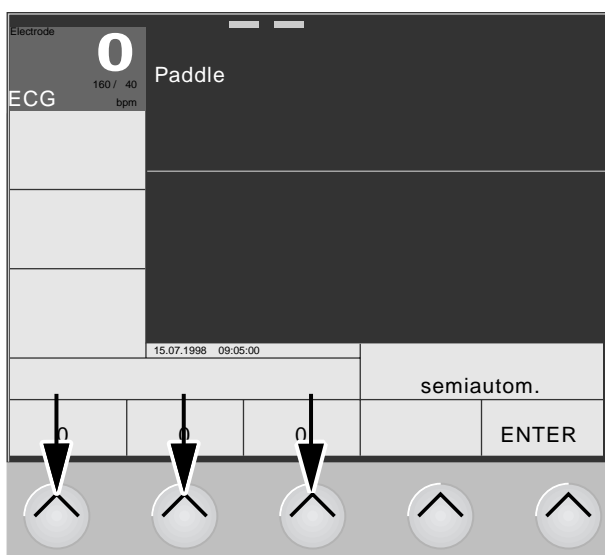 Electrode
0
160 / 40
ECG bpm
Paddle
15.07.1998 09:05:00
semiautom.
0 0 0 ENTER